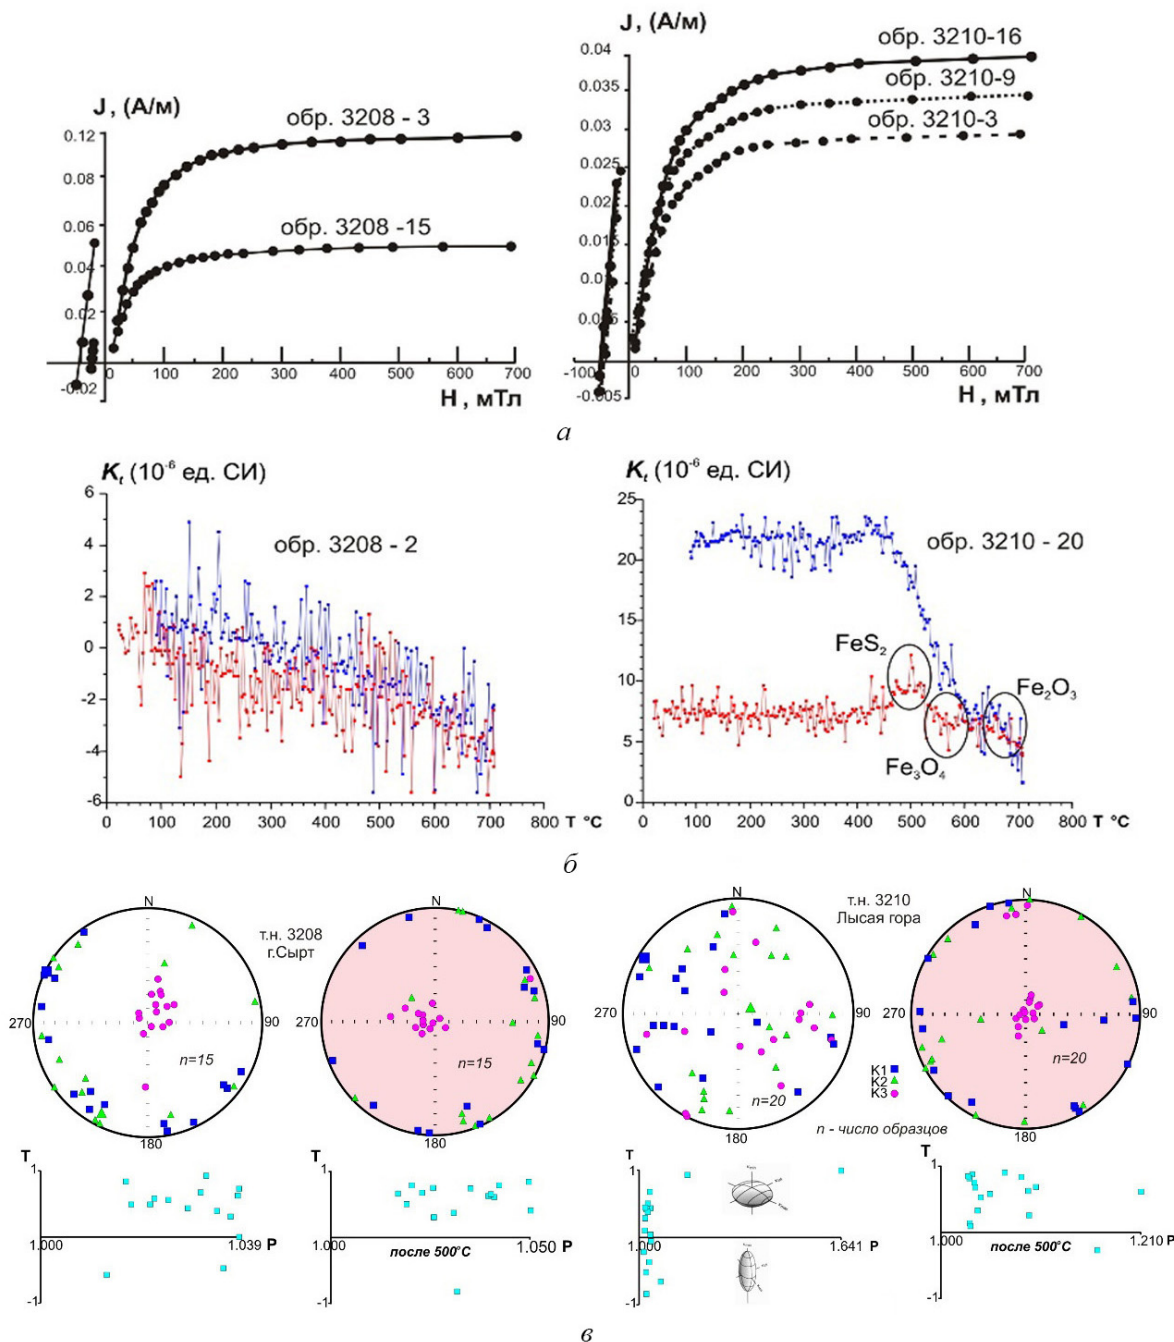 J, (А/м)
обр. 3208 - 3
обр. 3208 -15
0.12
0.08
0.06
0.04
0.02
-0.02
0 100 200 300 400 500 600 700
H , мТл
J , (А/м)
обр. 3210-16
обр. 3210-9
обр. 3210-3
0.04
0.035
0.03
0.025
0.02
0.015
0.01
-0.005
-100 0 100 200 300 400 500 600 700
H , мТл
а
Kt (10-6 ед. СИ)
обр. 3208 - 2
6
4
2
0
-2
-4
-6
0 100 200 300 400 500 600 700 800 T °C
Kt (10-6 ед. СИ)
обр. 3210 - 20
25
20
15
10
5
0
FeS2
Fe3O4
Fe2O3
0 100 200 300 400 500 600 700 800 T °C
б
N
270
90
180
n=15
т.н. 3208
г.Сырт
N
270
90
180
n=15
N
90
180
n=20
т.н. 3210
Лысая гора
N
270
90
180
n=20
K1
K2
K3
n - число образцов
T
1
-1
1.000
1.039 P
1
-1
1.000
после 500°С
1.050 P
T
1
-1
1.000
1.641 P
T
1
-1
1.000
после 500°С
1.210 P
в